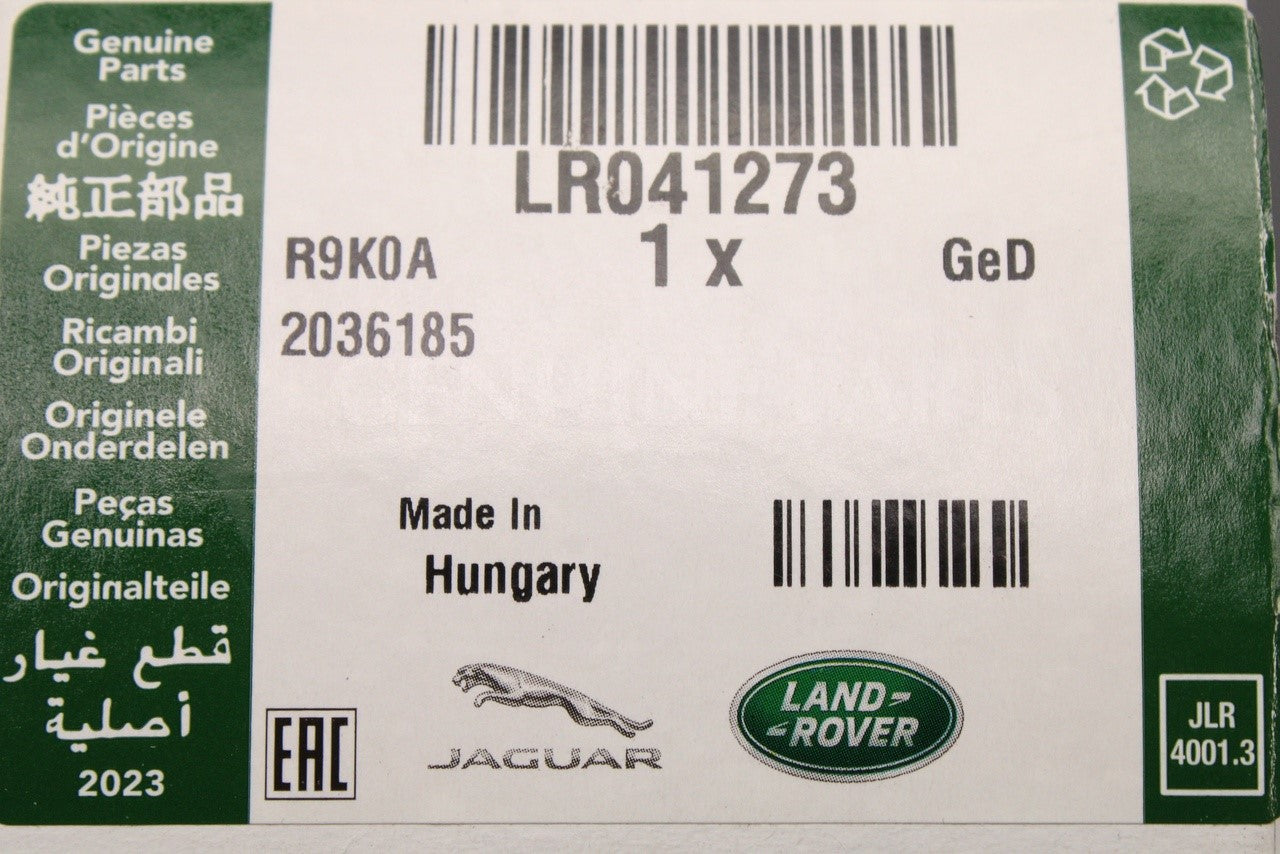 Genuine
Parts
Pièces
d'Origine
純正部品
Piezas
Originales
Ricambi
Originali
Originele
Onderdelen
Peças
Genuinas
Originalteile
قطع غيار
أصلية
2023
LR041273
R9K0A
1 x
GeD
2036185
Made In
Hungary
EAC
JAGUAR
LAND-
-ROVER
JLR
4001.3